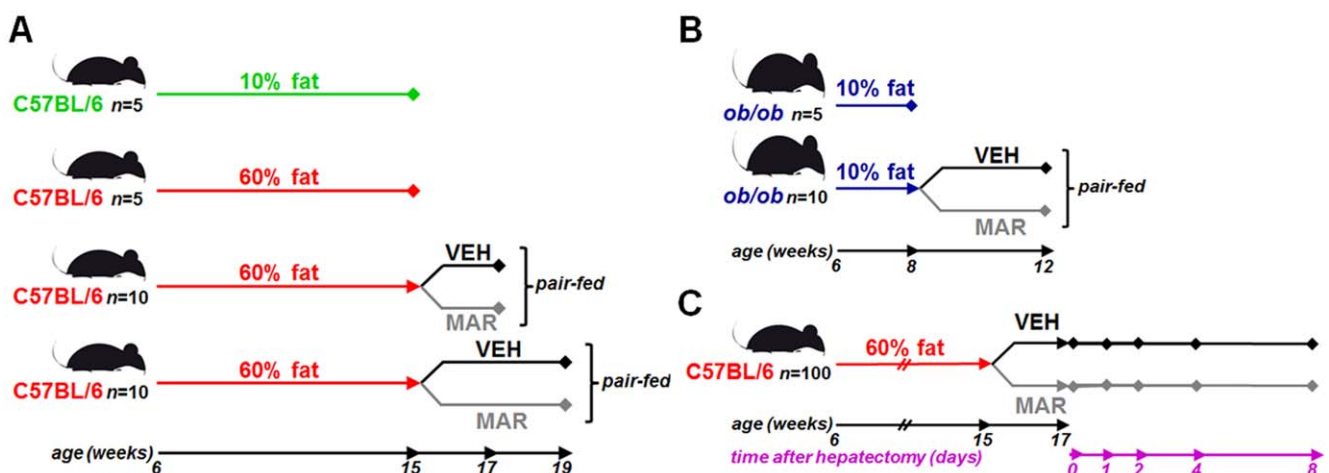 A
10% fat
C57BL/6 n=5
60% fat
C57BL/6 n=5
60% fat
VEH
C57BL/6 n=10
MAR
pair-fed
60% fat
VEH
C57BL/6 n=10
MAR
pair-fed
age (weeks)
6 15 17 19
B
10% fat
ob/ob n=5
10% fat
VEH
ob/ob n=10
MAR
pair-fed
age (weeks)
6 8 12
C
60% fat
VEH
C57BL/6 n=100
MAR
age (weeks)
6 15 17
time after hepatectomy (days)
0 1 2 4 8